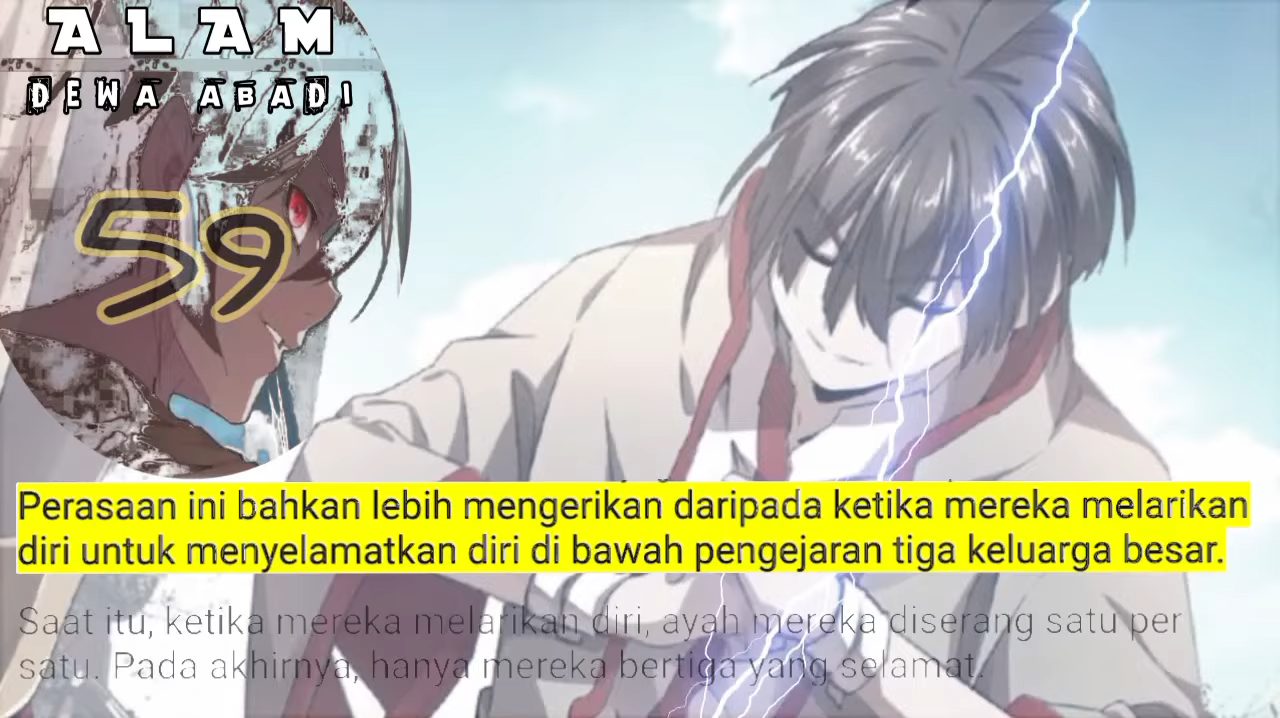 ALAM
DEWA ABADI
59
Perasaan ini bahkan lebih mengerikan daripada ketika mereka melarikan
diri untuk menyelamatkan diri di bawah pengejaran tiga keluarga besar.
Saat itu, ketika mereka melarikan diri, ayah mereka diserang satu per
satu. Pada akhirnya, hanya mereka bertiga yang selamat.